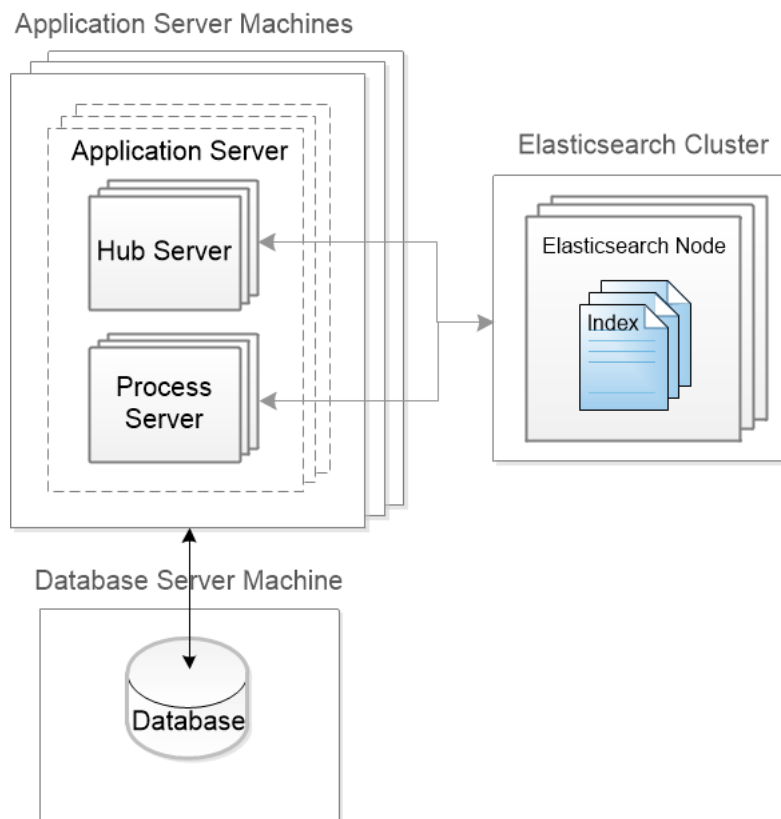 Application Server Machines
Application Server
Hub Server
Process
Server
Elasticsearch Cluster
Elasticsearch Node
Index
Database Server Machine
Database